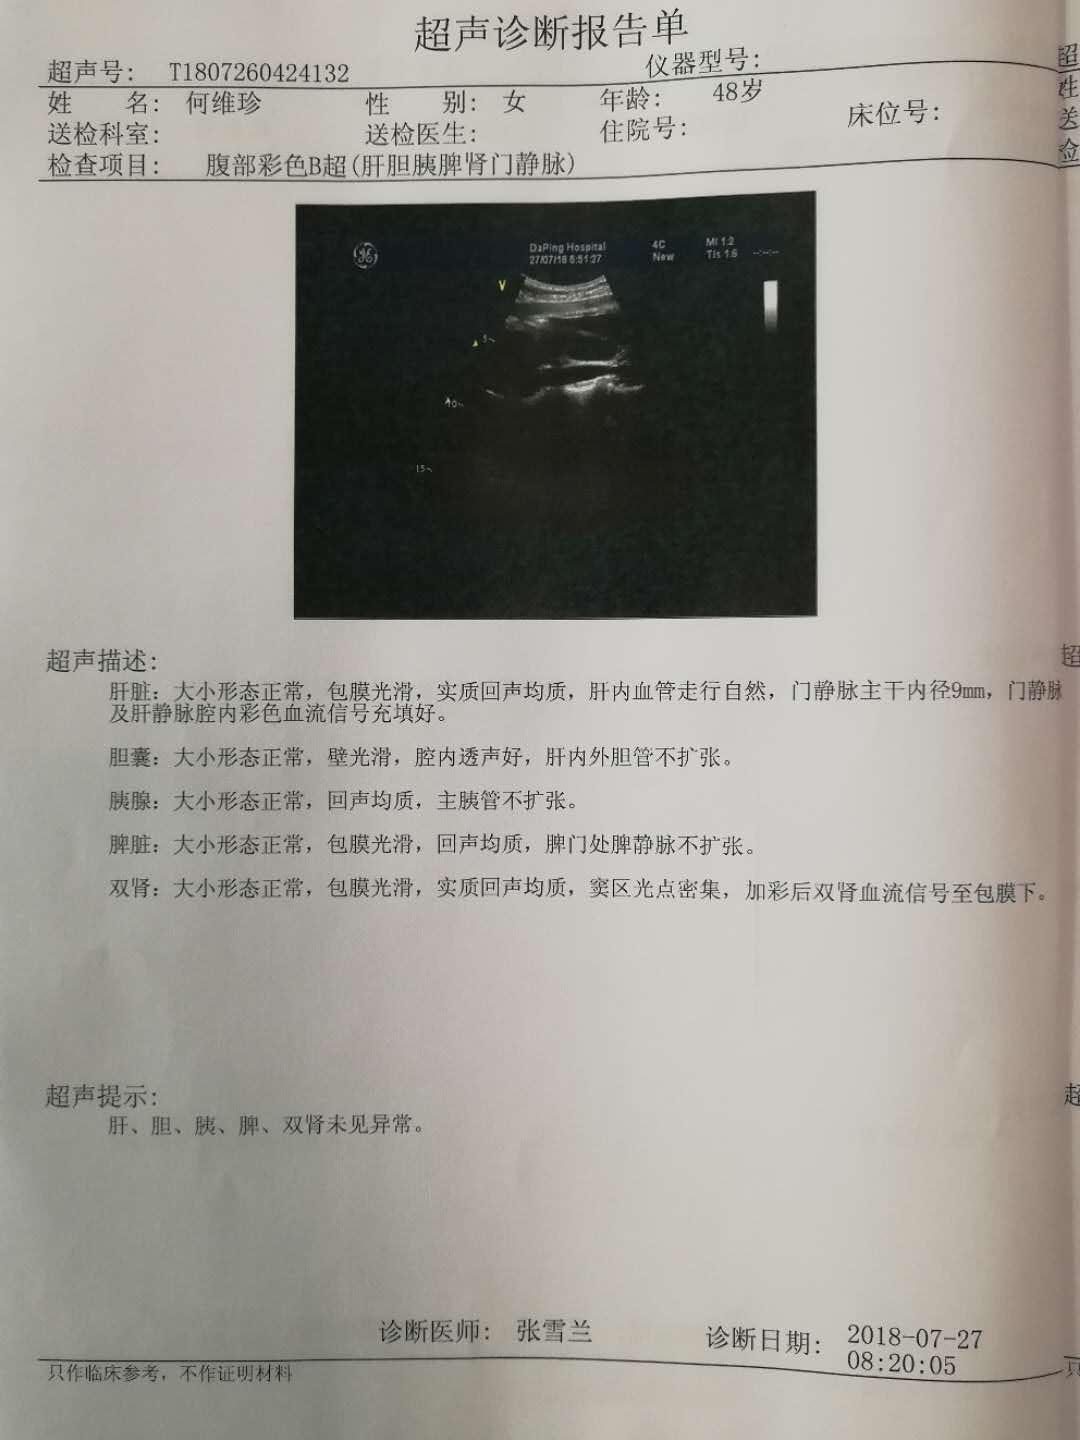 超声诊断报告单
超声号: T1807260424132 仪器型号:
姓 名: 何维珍 性 别: 女 年龄: 48岁
送检科室: 送检医生: 住院号: 床位号:
检查项目: 腹部彩色B超(肝胆胰脾肾门静脉)
DaPing Hospital
27/07/18 8:51:27
4C
New
MI 1.2
TIs 1.6
V
5
10
15
超声描述:
肝脏: 大小形态正常, 包膜光滑, 实质回声均质, 肝内血管走行自然, 门静脉主干内径9mm, 门静脉
及肝静脉腔内彩色血流信号充填好。
胆囊: 大小形态正常, 壁光滑, 腔内透声好, 肝内外胆管不扩张。
胰腺: 大小形态正常, 回声均质, 主胰管不扩张。
脾脏: 大小形态正常, 包膜光滑, 回声均质, 脾门处脾静脉不扩张。
双肾: 大小形态正常, 包膜光滑, 实质回声均质, 窦区光点密集, 加彩后双肾血流信号至包膜下。
超声提示:
肝、胆、胰、脾、双肾未见异常。
诊断医师: 张雪兰 诊断日期: 2018-07-27
08:20:05
只作临床参考, 不作证明材料
超
姓
送
检
超
超
只